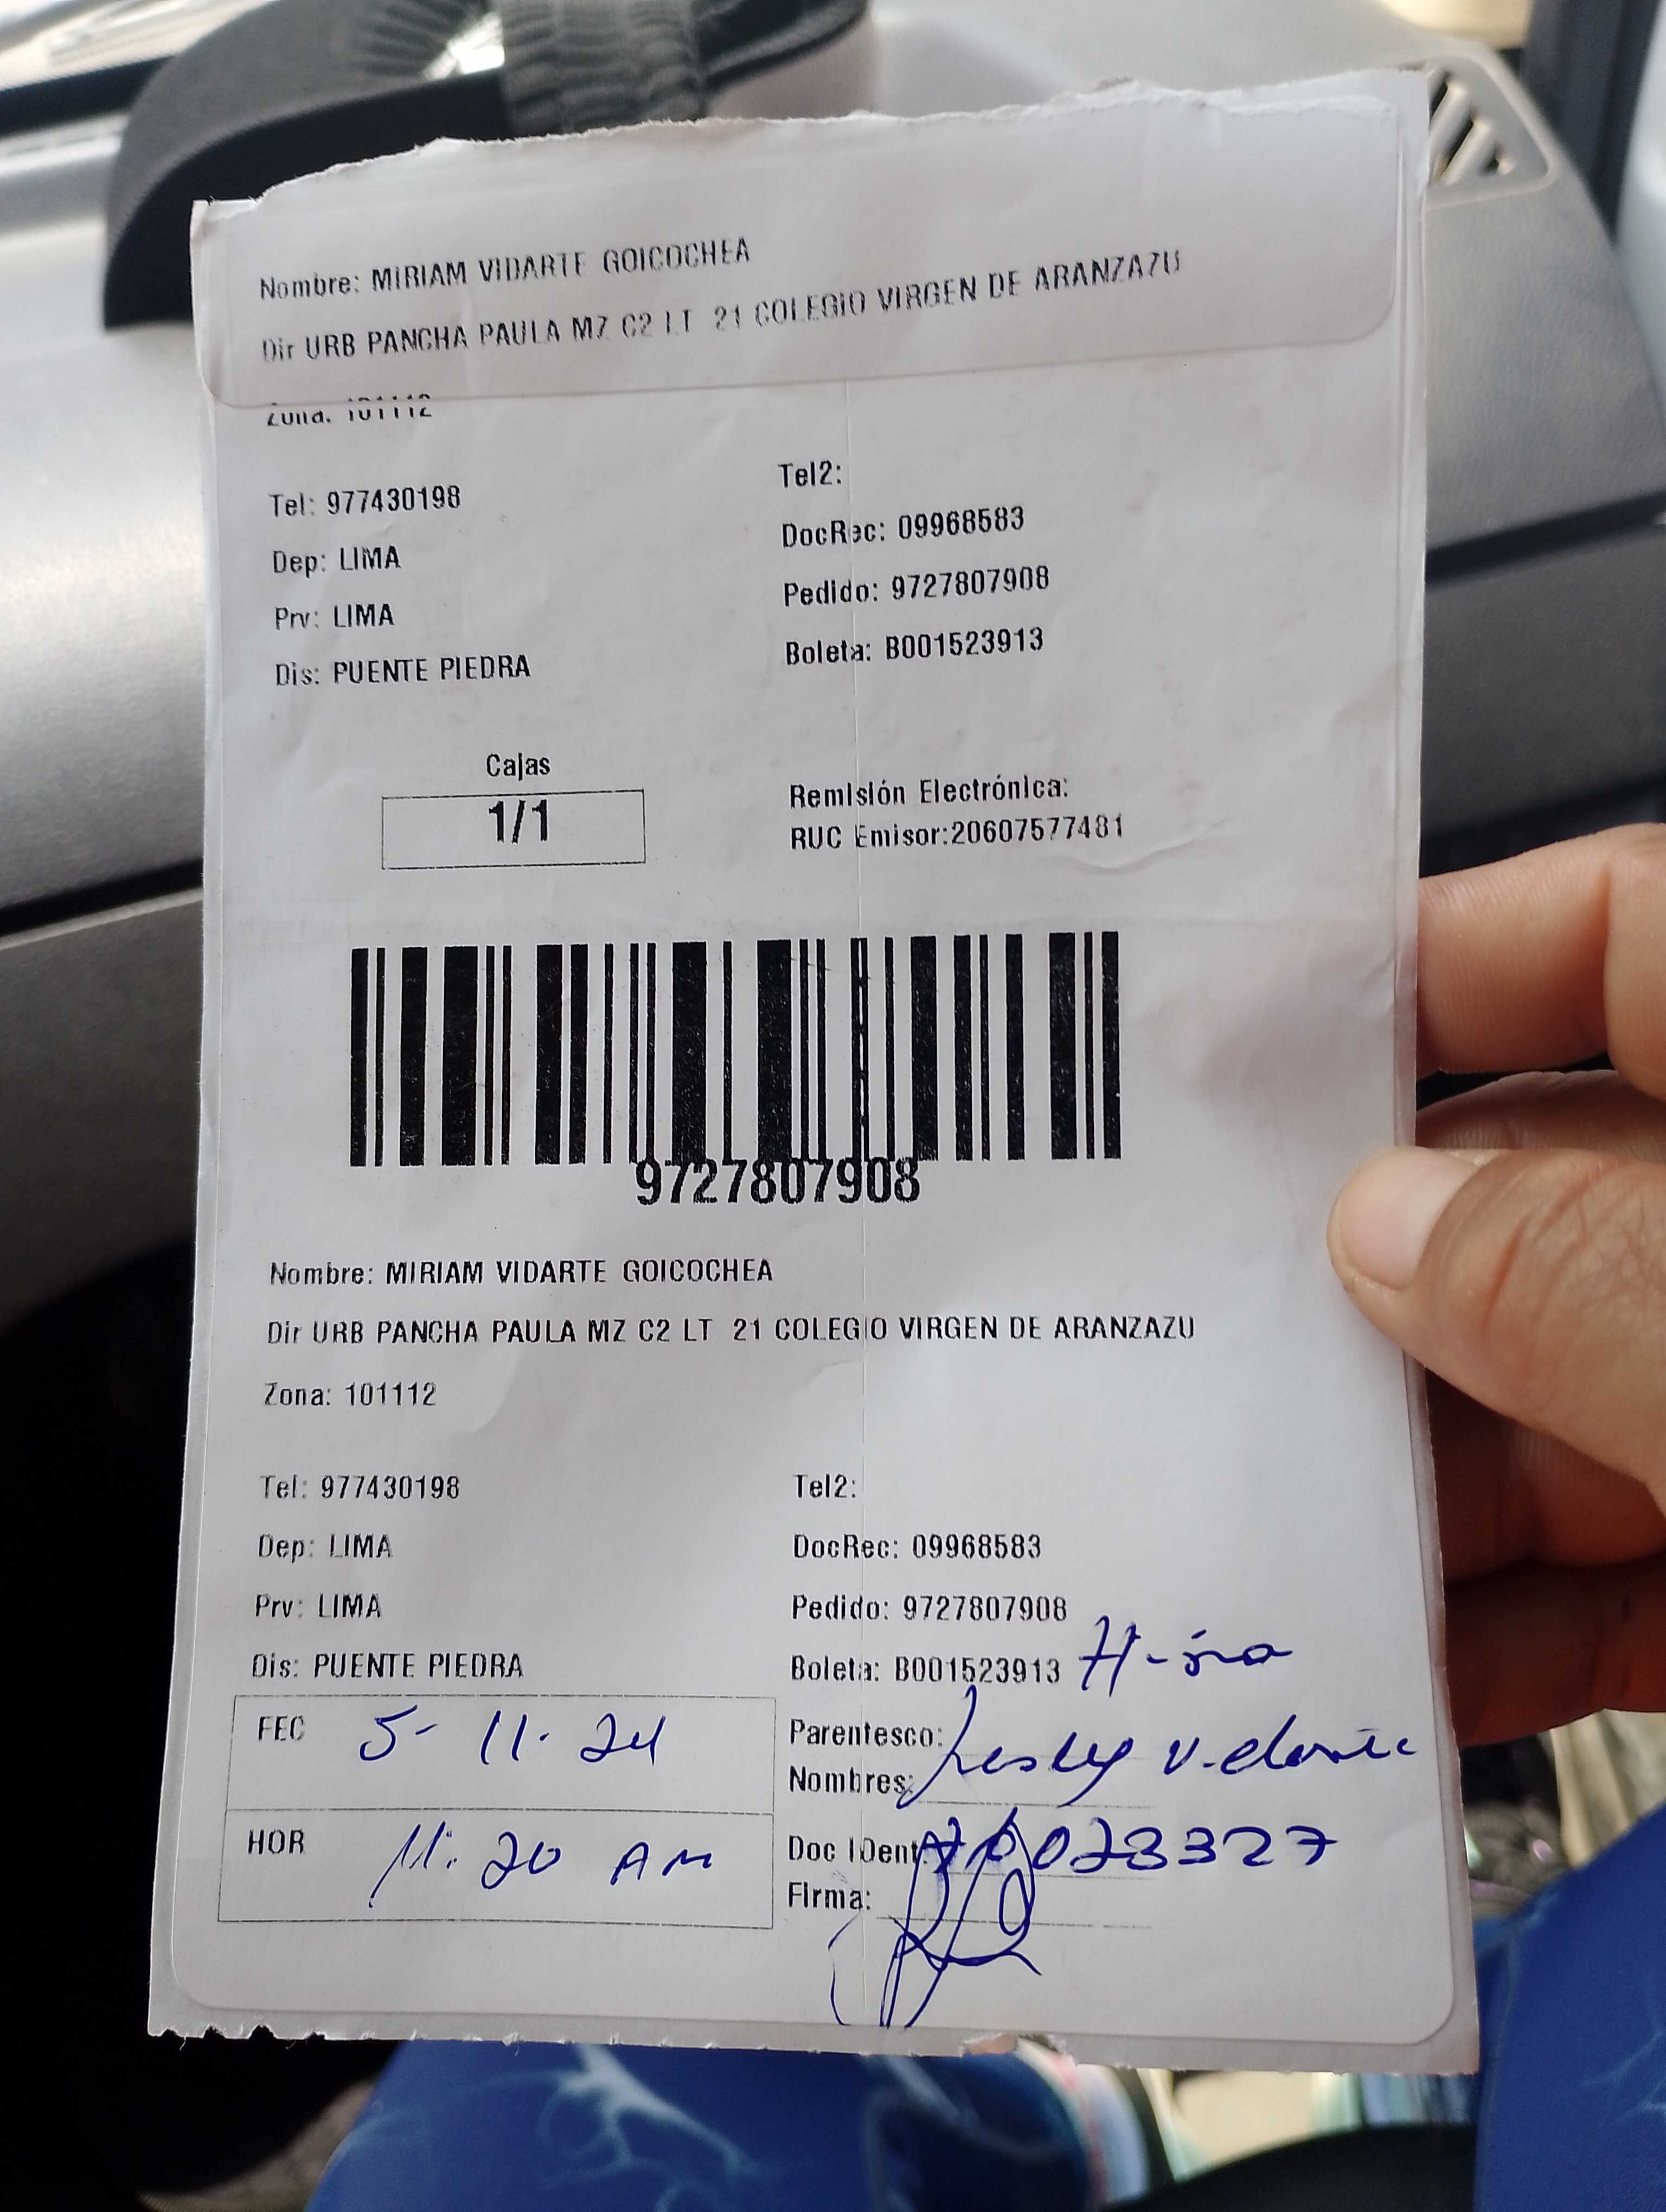 Nombre: MIRIAM VIDARTE GOICOCHEA
Dir URB PANCHA PAULA MZ C2 LT 21 COLEGIO VIRGEN DE ARANZAZU
Zona: 101112
Tel: 977430198
Tel2:
Dep: LIMA
DocRec: 09968583
Prv: LIMA
Pedido: 9727807908
Dis: PUENTE PIEDRA
Boleta: B001523913
Cajas
1/1
Remisión Electrónica:
RUC Emisor:20607577481
9727807908
Nombre: MIRIAM VIDARTE GOICOCHEA
Dir URB PANCHA PAULA MZ C2 LT 21 COLEGIO VIRGEN DE ARANZAZU
Zona: 101112
Tel: 977430198
Tel2:
Dep: LIMA
DocRec: 09968583
Prv: LIMA
Pedido: 9727807908
Dis: PUENTE PIEDRA
Boleta: B001523913
FEC 5-11-24
Parentesco:
Nombres: Lesley Vidarte
HOR 11:20 AM
Doc IDent:
Firma: